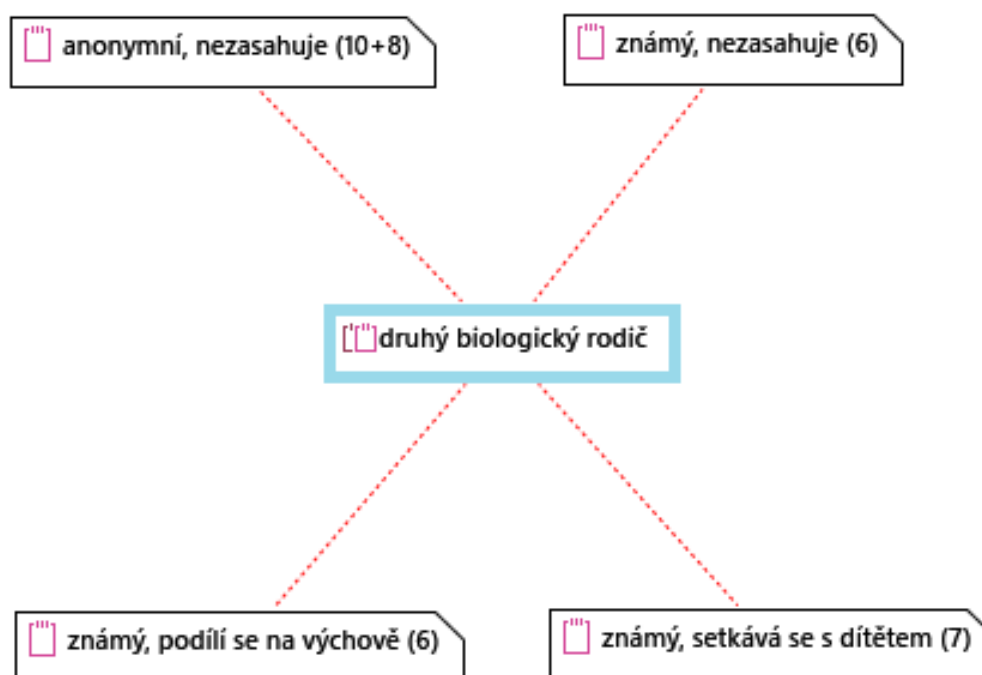 anonymní, nezasahuje (10+8)
známý, nezasahuje (6)
druhý biologický rodič
známý, podílí se na výchově (6)
známý, setkává se s dítětem (7)